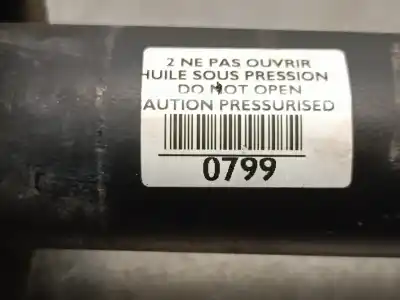 2 NE PAS OUVRIR
HUILE SOUS PRESSION
DO NOT OPEN
AUTION PRESSURISED
0799